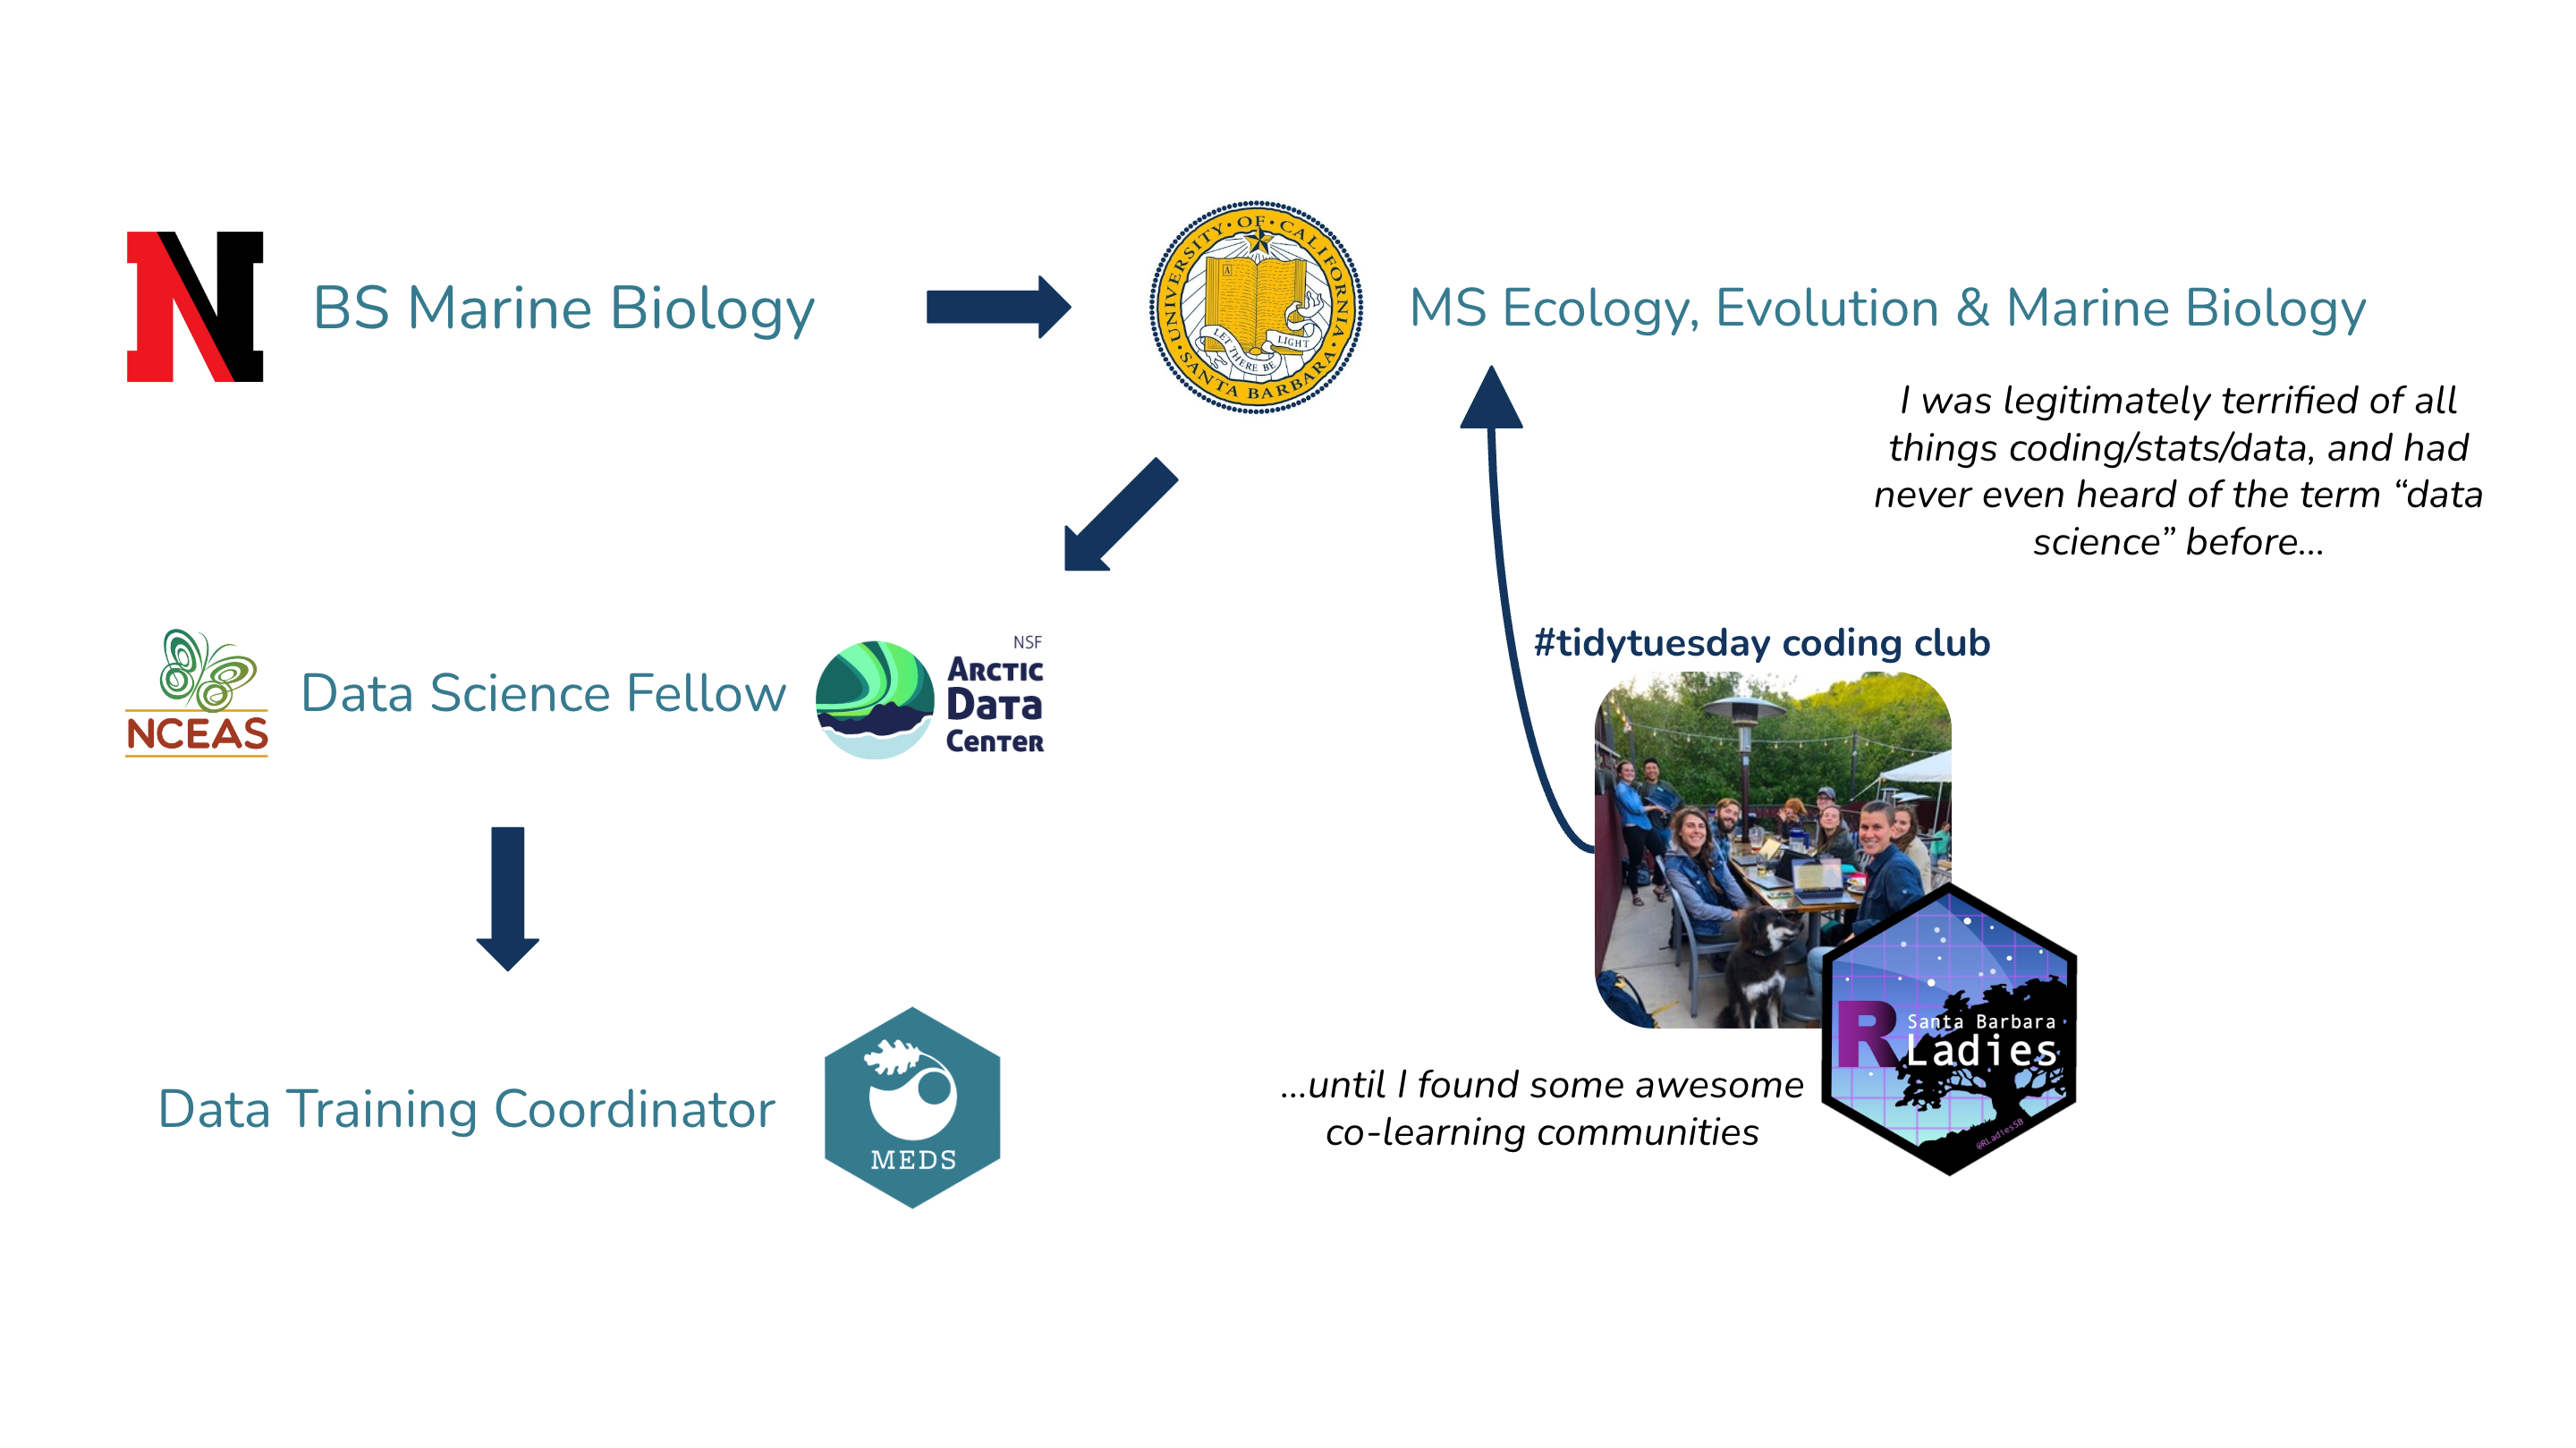 N
BS Marine Biology
UNIVERSITY · OF · CALIFORNIA · SANTA BARBARA
A
LET THERE BE LIGHT
MS Ecology, Evolution & Marine Biology
I was legitimately terrified of all
things coding/stats/data, and had
never even heard of the term “data
science” before...
NCEAS
Data Science Fellow
NSF
ARCTIC
DATA
CENTER
#tidytuesday coding club
Data Training Coordinator
MEDS
...until I found some awesome
co-learning communities
R
Santa Barbara
Ladies
@RLadiesSB